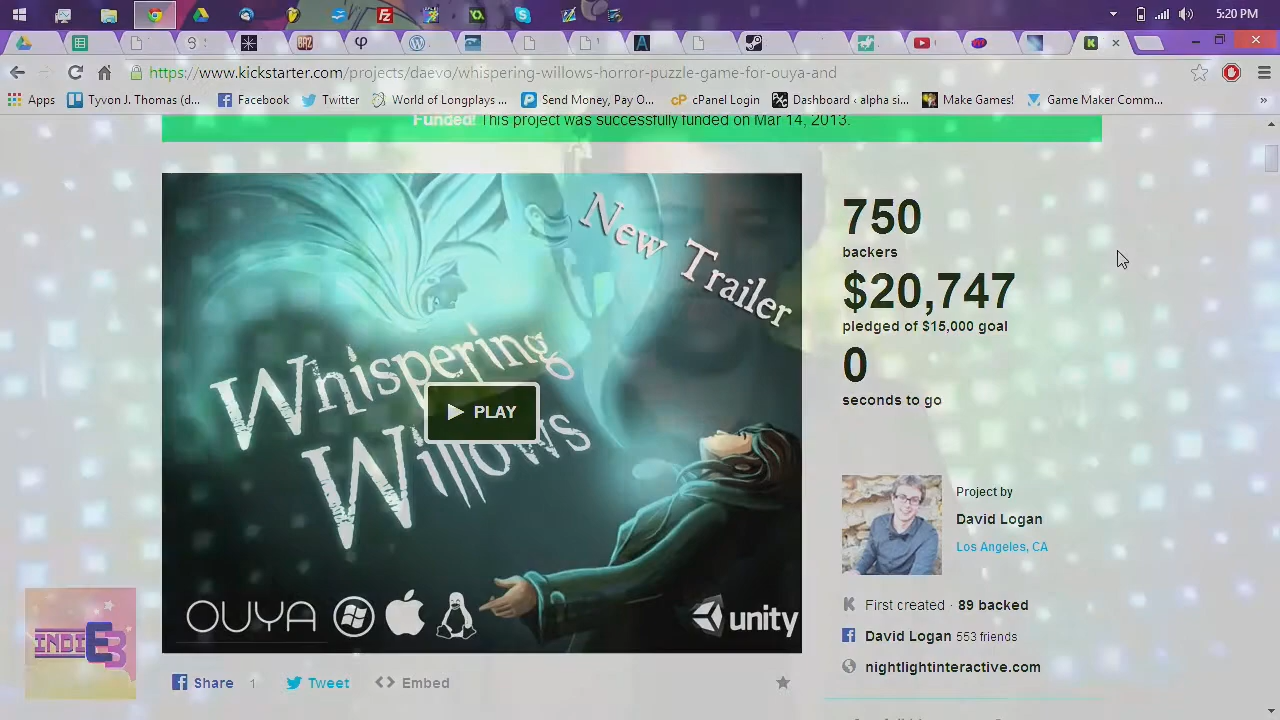 5:20 PM
https://www.kickstarter.com/projects/daevo/whispering-willows-horror-puzzle-game-for-ouya-and
Apps Tyvon J. Thomas (d... Facebook Twitter World of Longplay... Send Money, Pay O... cPanel Login Dashboard ‹ alpha si... Make Games! Game Maker Comm... »
Funded! This project was successfully funded on Mar 14, 2013.
New Trailer
Whispering
Willows
PLAY
OUYA
unity
750
backers
$20,747
pledged of $15,000 goal
0
seconds to go
Project by
David Logan
Los Angeles, CA
First created · 89 backed
David Logan 553 friends
nightlightinteractive.com
INDIE3
Share 1 Tweet Embed